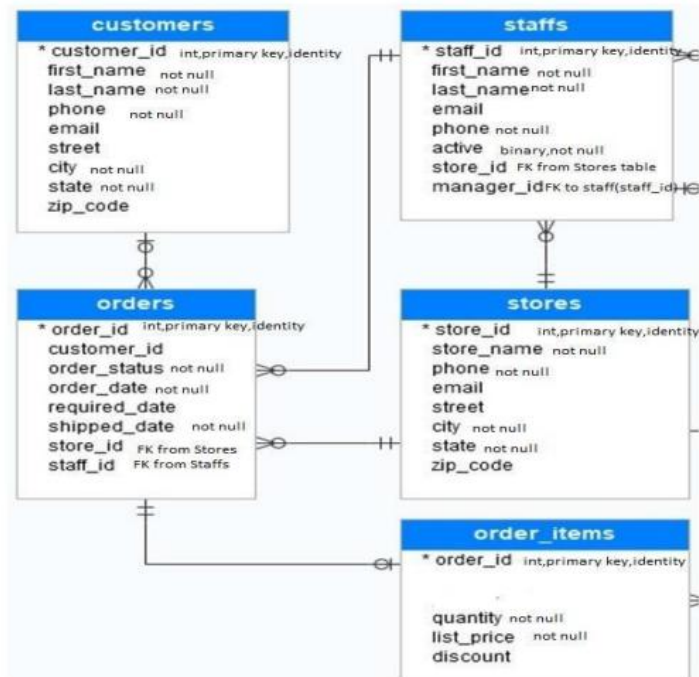 customers
* customer_id int,primary key,identity
first_name not null
last_name not null
phone not null
email
street
city not null
state not null
zip_code
staffs
* staff_id int,primary key,identity
first_name not null
last_name not null
email
phone not null
active binary,not null
store_id FK from Stores table
manager_id FK to staff(staff_id)
orders
* order_id int,primary key,identity
customer_id
order_status not null
order_date not null
required_date
shipped_date not null
store_id FK from Stores
staff_id FK from Staffs
stores
* store_id int,primary key,identity
store_name not null
phone not null
email
street
city not null
state not null
zip_code
order_items
* order_id int,primary key,identity
quantity not null
list_price not null
discount